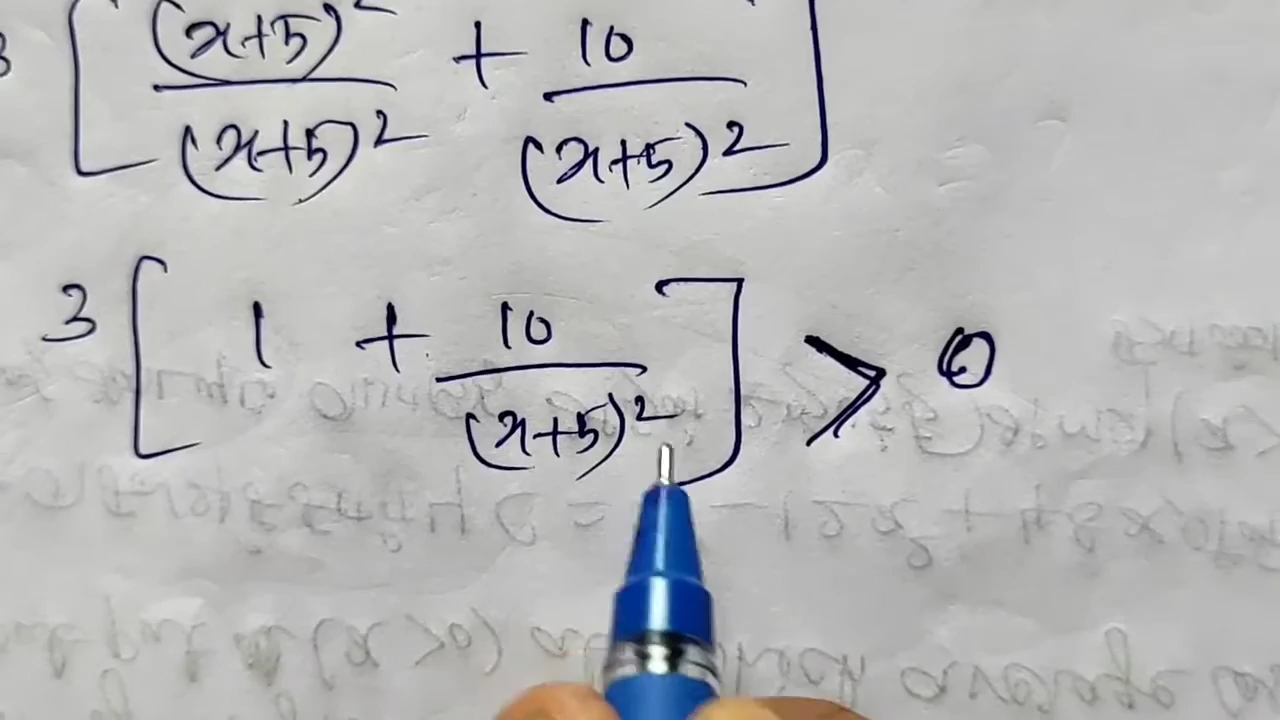 3 [ (x+5)² / (x+5)² + 10 / (x+5)² ]
3 [ 1 + 10 / (x+5)² ] > 0